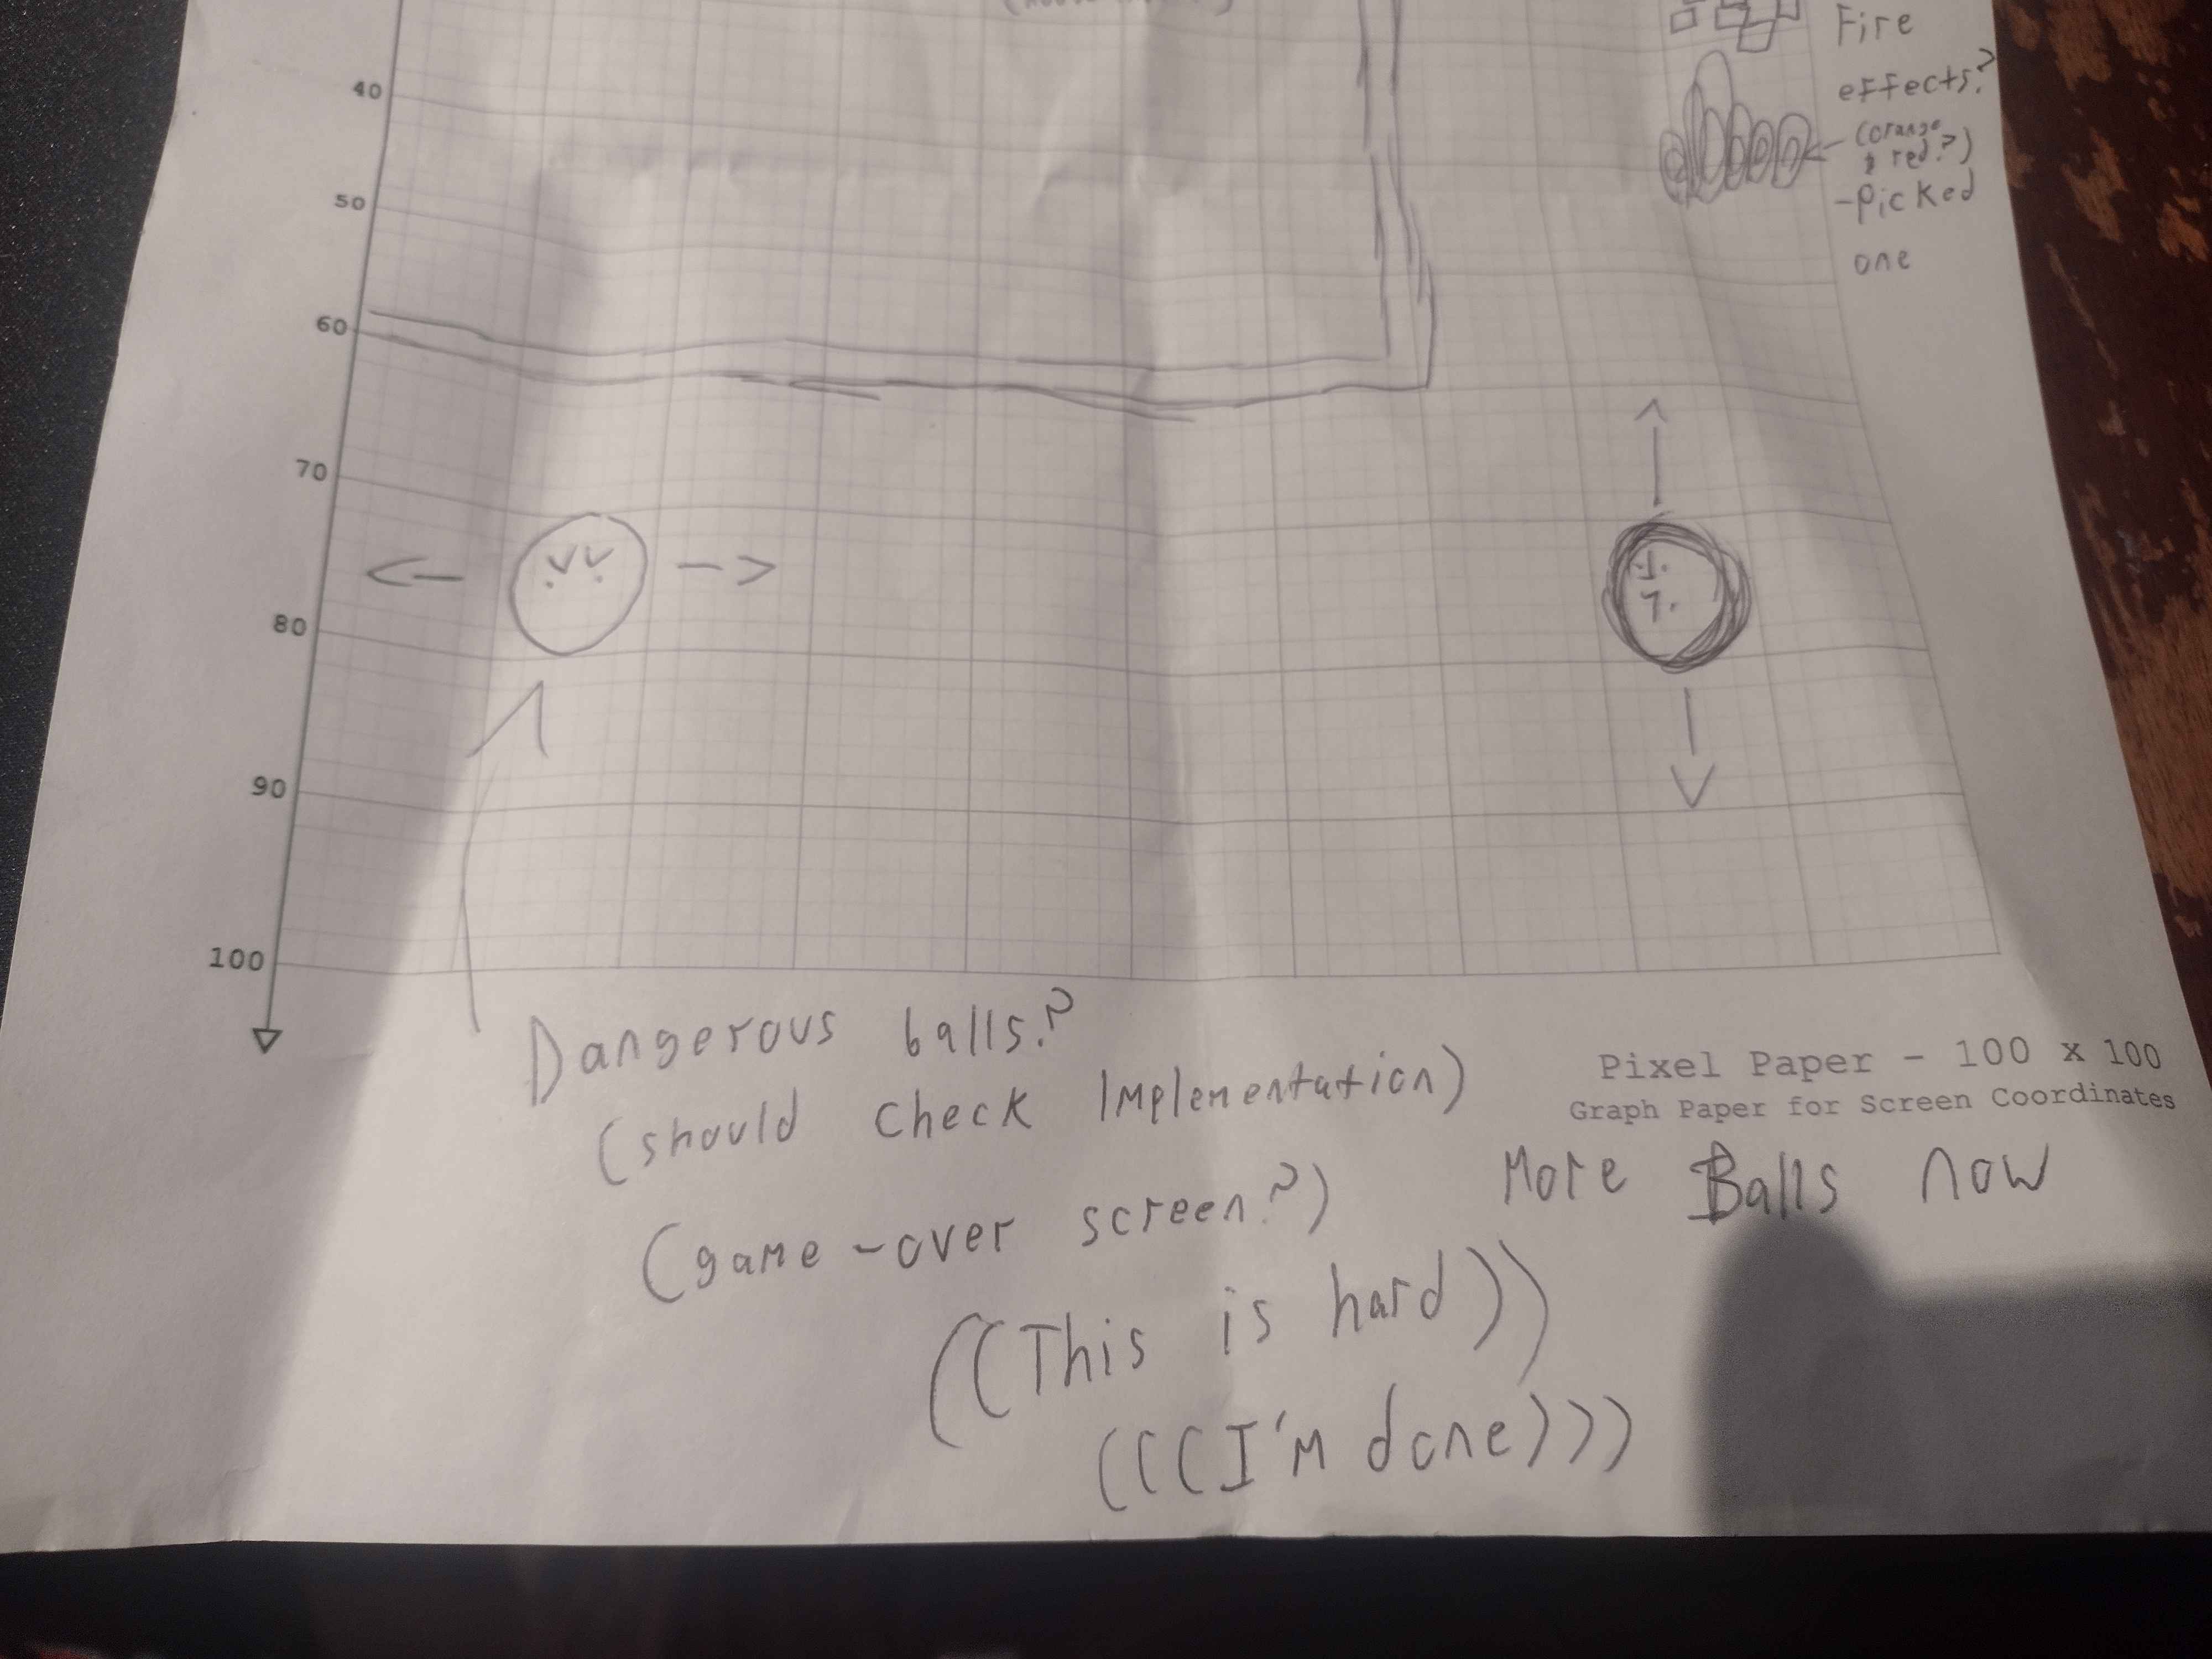 Fire
effects?
(orange
& red?)
-picked
one
40
50
60
70
80
90
100
Dangerous balls?
(should check Implementation)
(game-over screen?)
((This is hard))
(((I'm done)))
Pixel Paper - 100 x 100
Graph Paper for Screen Coordinates
More Balls now